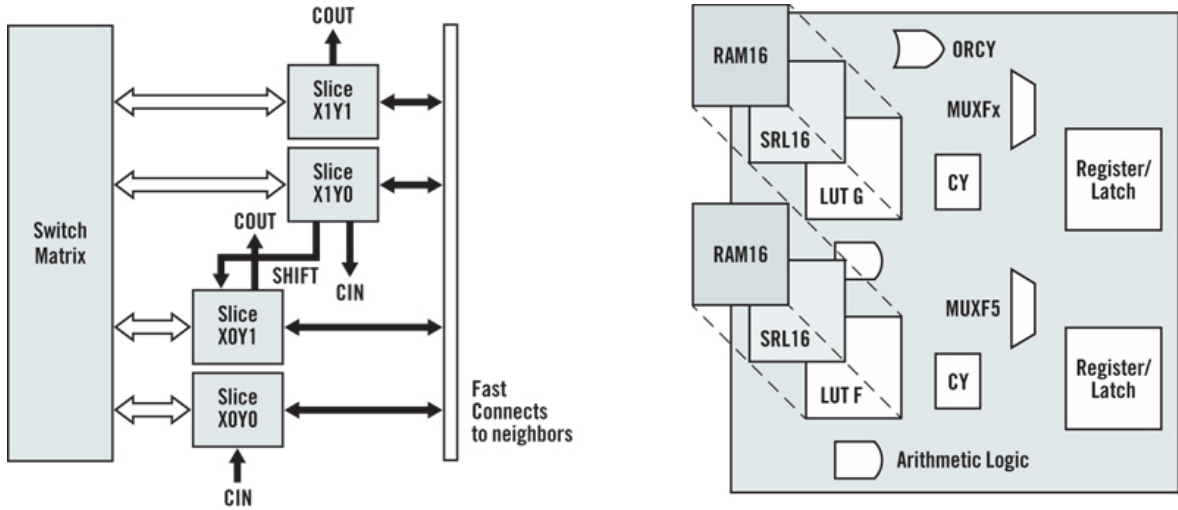 COUT
Slice
X1Y1
Slice
X1Y0
COUT
Switch
Matrix
SHIFT
CIN
Slice
X0Y1
Slice
X0Y0
Fast
Connects
to neighbors
CIN
RAM16
ORCY
MUXFx
SRL16
Register/
Latch
CY
LUT G
RAM16
MUXF5
SRL16
Register/
Latch
CY
LUT F
Arithmetic Logic